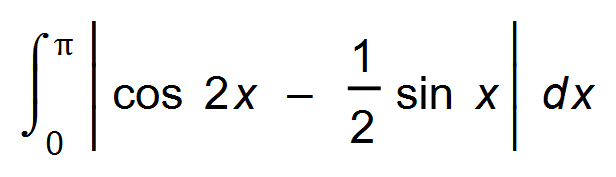 ∫₀^π | cos 2x − 1/2 sin x | dx